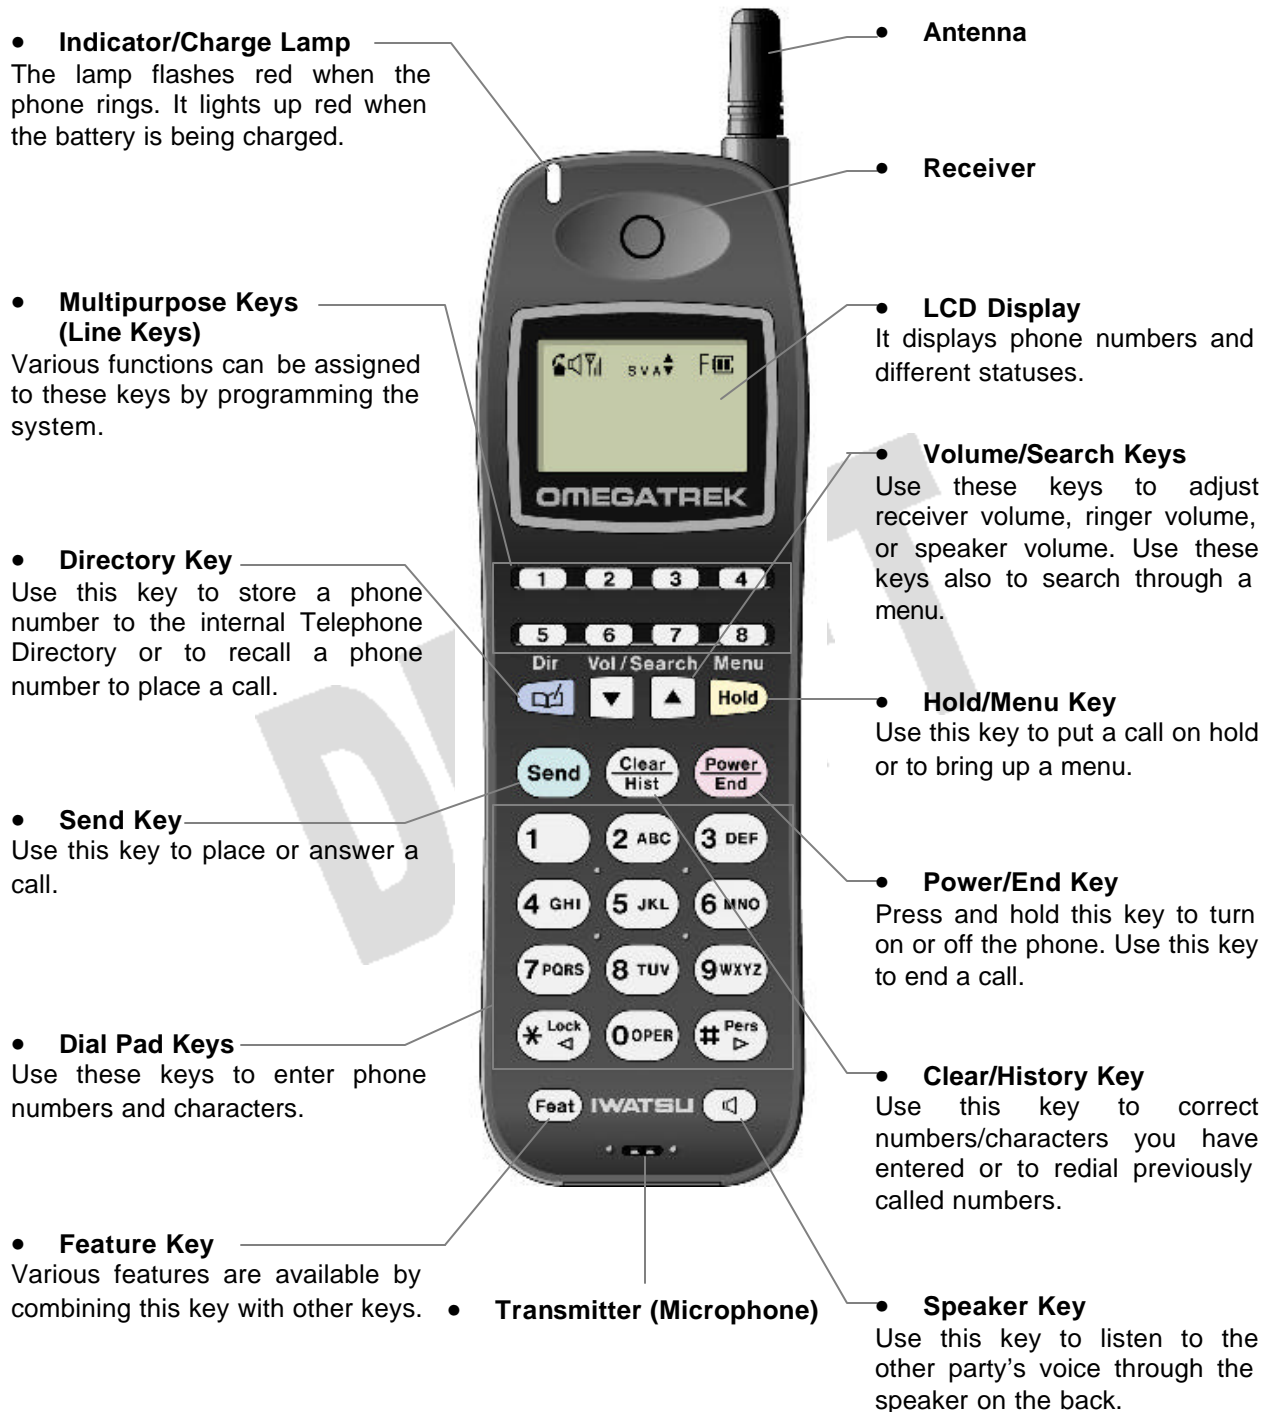 • Indicator/Charge Lamp
The lamp flashes red when the
phone rings. It lights up red when
the battery is being charged.
• Multipurpose Keys
(Line Keys)
Various functions can be assigned
to these keys by programming the
system.
• Directory Key
Use this key to store a phone
number to the internal Telephone
Directory or to recall a phone
number to place a call.
• Send Key
Use this key to place or answer a
call.
• Dial Pad Keys
Use these keys to enter phone
numbers and characters.
• Feature Key
Various features are available by
combining this key with other keys.
S V A F
OMEGATREK
1 2 3 4
5 6 7 8
Dir Vol/Search Menu
▼ ▲ Hold
Send Clear Power
Hist End
1 2 ABC 3 DEF
4 GHI 5 JKL 6 MNO
7 PQRS 8 TUV 9 WXYZ
* Lock ◁ 0 OPER # Pers ▷
Feat IWATSU
• Transmitter (Microphone)
• Antenna
• Receiver
• LCD Display
It displays phone numbers and
different statuses.
• Volume/Search Keys
Use these keys to adjust
receiver volume, ringer volume,
or speaker volume. Use these
keys also to search through a
menu.
• Hold/Menu Key
Use this key to put a call on hold
or to bring up a menu.
• Power/End Key
Press and hold this key to turn
on or off the phone. Use this key
to end a call.
• Clear/History Key
Use this key to correct
numbers/characters you have
entered or to redial previously
called numbers.
• Speaker Key
Use this key to listen to the
other party's voice through the
speaker on the back.